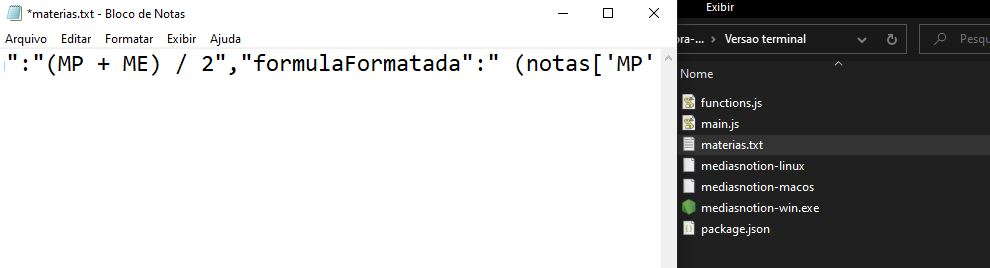 *materias.txt - Bloco de Notas
Arquivo Editar Formatar Exibir Ajuda
":"(MP + ME) / 2","formulaFormatada":" (notas['MP'
Exibir
ora-... > Versao terminal
Pesqu
Nome
functions.js
main.js
materias.txt
mediasnotion-linux
mediasnotion-macos
mediasnotion-win.exe
package.json